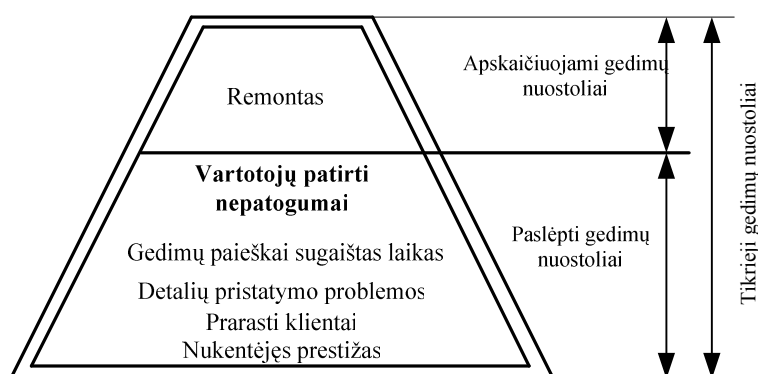 Remontas
Apskaičiuojami gedimų
nuostoliai
Vartotojų patirti
nepatogumai
Gedimų paieškai sugaištas laikas
Detalių pristatymo problemos
Prarasti klientai
Nukentėjęs prestižas
Paslėpti gedimų
nuostoliai
Tikrieji gedimų nuostoliai